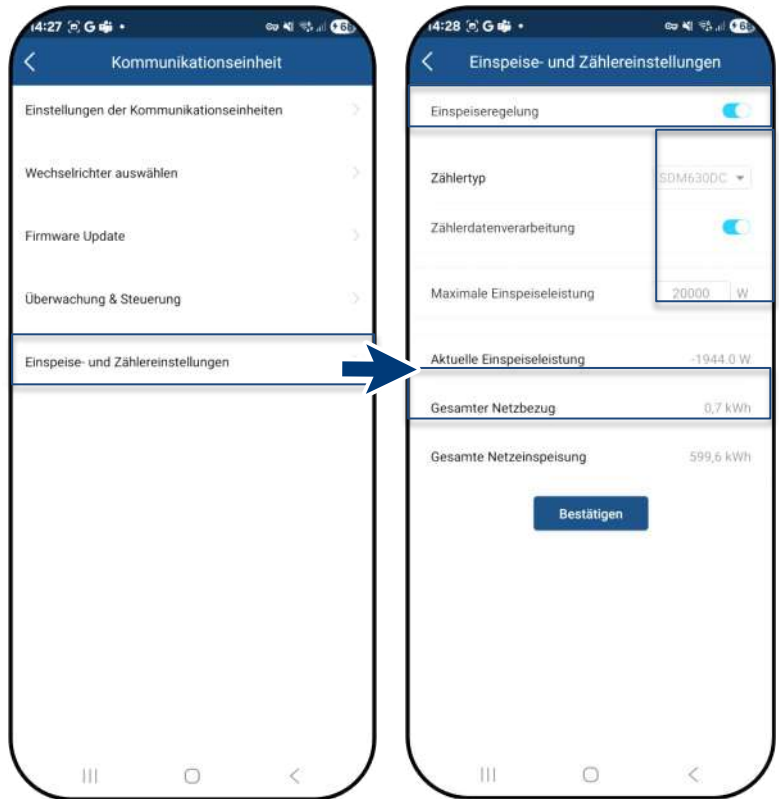 14:27 G •
Kommunikationseinheit
Einstellungen der Kommunikationseinheiten
Wechselrichter auswählen
Firmware Update
Überwachung & Steuerung
Einspeise- und Zählereinstellungen
14:28 G •
Einspeise- und Zählereinstellungen
Einspeiseregelung
Zählertyp SDM630DC
Zählerdatenverarbeitung
Maximale Einspeiseleistung 20000 W
Aktuelle Einspeiseleistung -1944.0 W
Gesamter Netzbezug 0,7 kWh
Gesamte Netzeinspeisung 599,6 kWh
Bestätigen